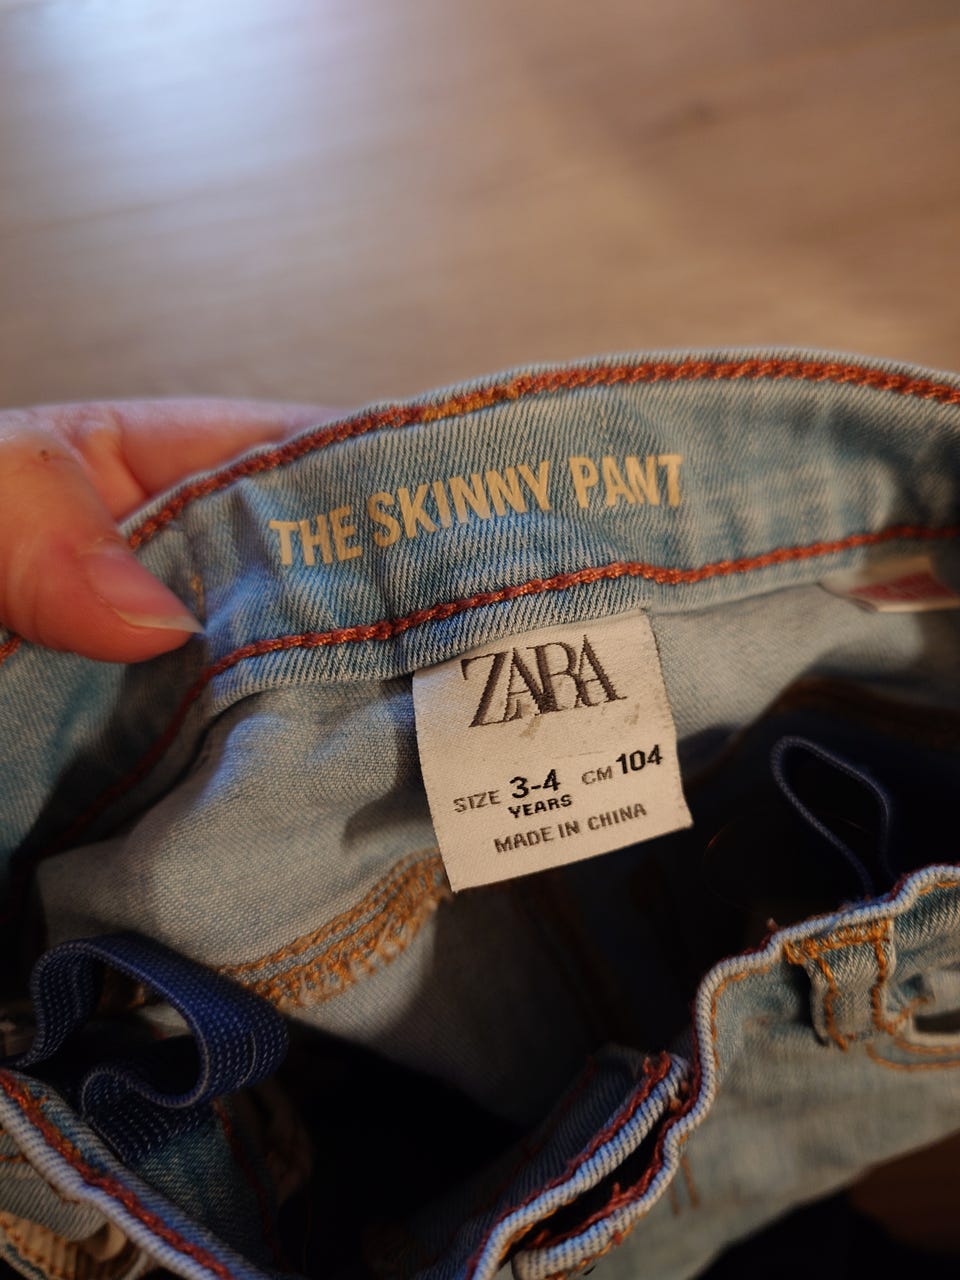 THE SKINNY PANT
ZARA
SIZE 3-4 CM 104
YEARS
MADE IN CHINA